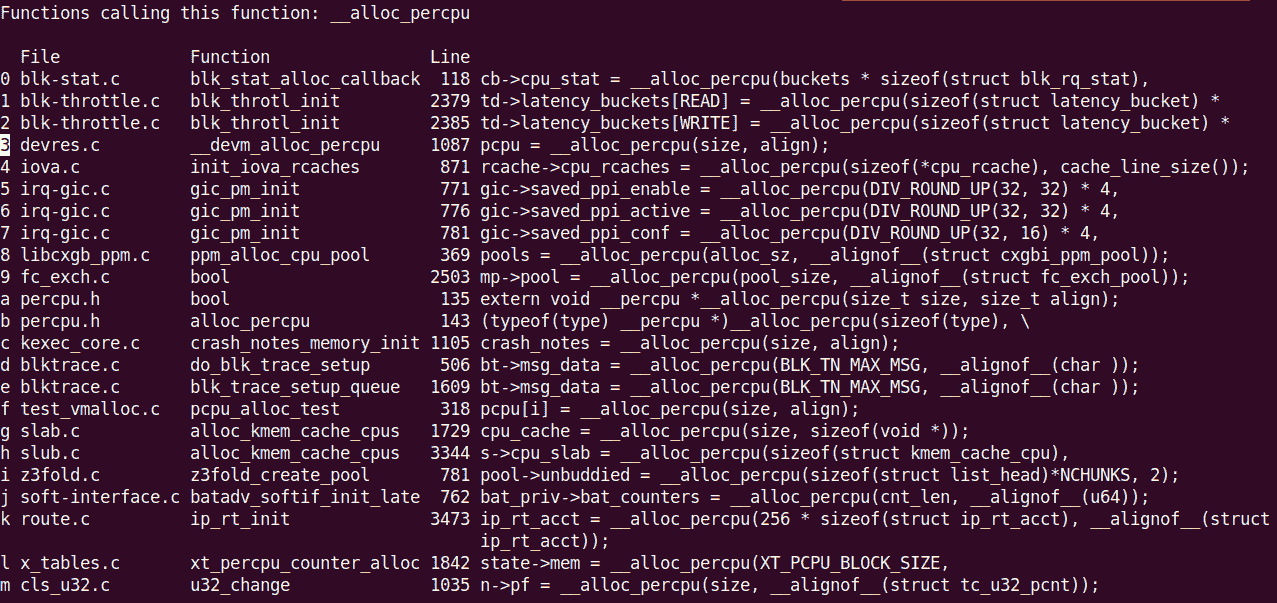 Functions calling this function: __alloc_percpu

  File             Function                Line
0 blk-stat.c       blk_stat_alloc_callback  118 cb->cpu_stat = __alloc_percpu(buckets * sizeof(struct blk_rq_stat),
1 blk-throttle.c   blk_throtl_init         2379 td->latency_buckets[READ] = __alloc_percpu(sizeof(struct latency_bucket) *
2 blk-throttle.c   blk_throtl_init         2385 td->latency_buckets[WRITE] = __alloc_percpu(sizeof(struct latency_bucket) *
3 devres.c         __devm_alloc_percpu     1087 pcpu = __alloc_percpu(size, align);
4 iova.c           init_iova_rcaches        871 rcache->cpu_rcaches = __alloc_percpu(sizeof(*cpu_rcache), cache_line_size());
5 irq-gic.c        gic_pm_init              771 gic->saved_ppi_enable = __alloc_percpu(DIV_ROUND_UP(32, 32) * 4,
6 irq-gic.c        gic_pm_init              776 gic->saved_ppi_active = __alloc_percpu(DIV_ROUND_UP(32, 32) * 4,
7 irq-gic.c        gic_pm_init              781 gic->saved_ppi_conf = __alloc_percpu(DIV_ROUND_UP(32, 16) * 4,
8 libcxgb_ppm.c    ppm_alloc_cpu_pool       369 pools = __alloc_percpu(alloc_sz, __alignof__(struct cxgbi_ppm_pool));
9 fc_exch.c        bool                    2503 mp->pool = __alloc_percpu(pool_size, __alignof__(struct fc_exch_pool));
a percpu.h         bool                     135 extern void __percpu *__alloc_percpu(size_t size, size_t align);
b percpu.h         alloc_percpu             143 (typeof(type) __percpu *)__alloc_percpu(sizeof(type), \
c kexec_core.c     crash_notes_memory_init 1105 crash_notes = __alloc_percpu(size, align);
d blktrace.c       do_blk_trace_setup       506 bt->msg_data = __alloc_percpu(BLK_TN_MAX_MSG, __alignof__(char ));
e blktrace.c       blk_trace_setup_queue   1609 bt->msg_data = __alloc_percpu(BLK_TN_MAX_MSG, __alignof__(char ));
f test_vmalloc.c   pcpu_alloc_test          318 pcpu[i] = __alloc_percpu(size, align);
g slab.c           alloc_kmem_cache_cpus   1729 cpu_cache = __alloc_percpu(size, sizeof(void *));
h slub.c           alloc_kmem_cache_cpus   3344 s->cpu_slab = __alloc_percpu(sizeof(struct kmem_cache_cpu),
i z3fold.c         z3fold_create_pool       781 pool->unbuddied = __alloc_percpu(sizeof(struct list_head)*NCHUNKS, 2);
j soft-interface.c batadv_softif_init_late  762 bat_priv->bat_counters = __alloc_percpu(cnt_len, __alignof__(u64));
k route.c          ip_rt_init              3473 ip_rt_acct = __alloc_percpu(256 * sizeof(struct ip_rt_acct), __alignof__(struct
                                                ip_rt_acct));
l x_tables.c       xt_percpu_counter_alloc 1842 state->mem = __alloc_percpu(XT_PCPU_BLOCK_SIZE,
m cls_u32.c        u32_change              1035 n->pf = __alloc_percpu(size, __alignof__(struct tc_u32_pcnt));